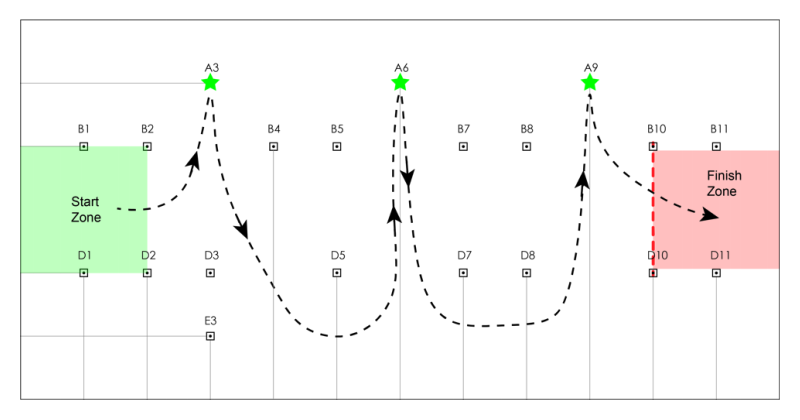 A3 A6 A9
B1 B2 B4 B5 B7 B8 B10 B11
Start
Zone
Finish
Zone
D1 D2 D3 D5 D7 D8 D10 D11
E3